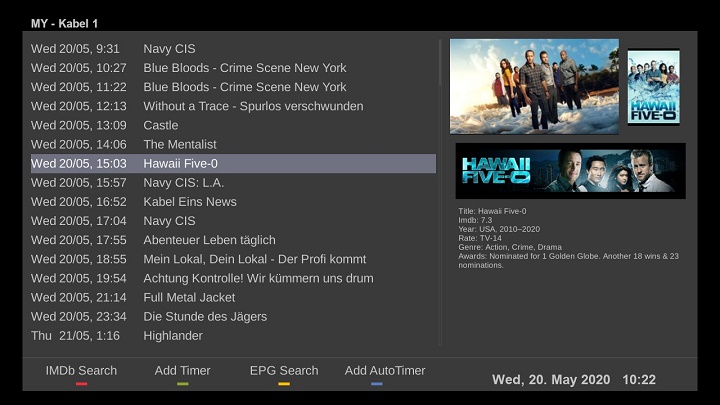 MY - Kabel 1
Wed 20/05, 9:31 Navy CIS
Wed 20/05, 10:27 Blue Bloods - Crime Scene New York
Wed 20/05, 11:22 Blue Bloods - Crime Scene New York
Wed 20/05, 12:13 Without a Trace - Spurlos verschwunden
Wed 20/05, 13:09 Castle
Wed 20/05, 14:06 The Mentalist
Wed 20/05, 15:03 Hawaii Five-0
Wed 20/05, 15:57 Navy CIS: L.A.
Wed 20/05, 16:52 Kabel Eins News
Wed 20/05, 17:04 Navy CIS
Wed 20/05, 17:55 Abenteuer Leben täglich
Wed 20/05, 18:55 Mein Lokal, Dein Lokal - Der Profi kommt
Wed 20/05, 19:54 Achtung Kontrolle! Wir kümmern uns drum
Wed 20/05, 21:14 Full Metal Jacket
Wed 20/05, 23:34 Die Stunde des Jägers
Thu 21/05, 1:16 Highlander
HAWAII
FIVE-0
HAWAII
FIVE-0
Title: Hawaii Five-0
Imdb: 7.3
Year: USA, 2010–2020
Rate: TV-14
Genre: Action, Crime, Drama
Awards: Nominated for 1 Golden Globe. Another 18 wins & 23
nominations.
IMDb Search Add Timer EPG Search Add AutoTimer
Wed, 20. May 2020 10:22